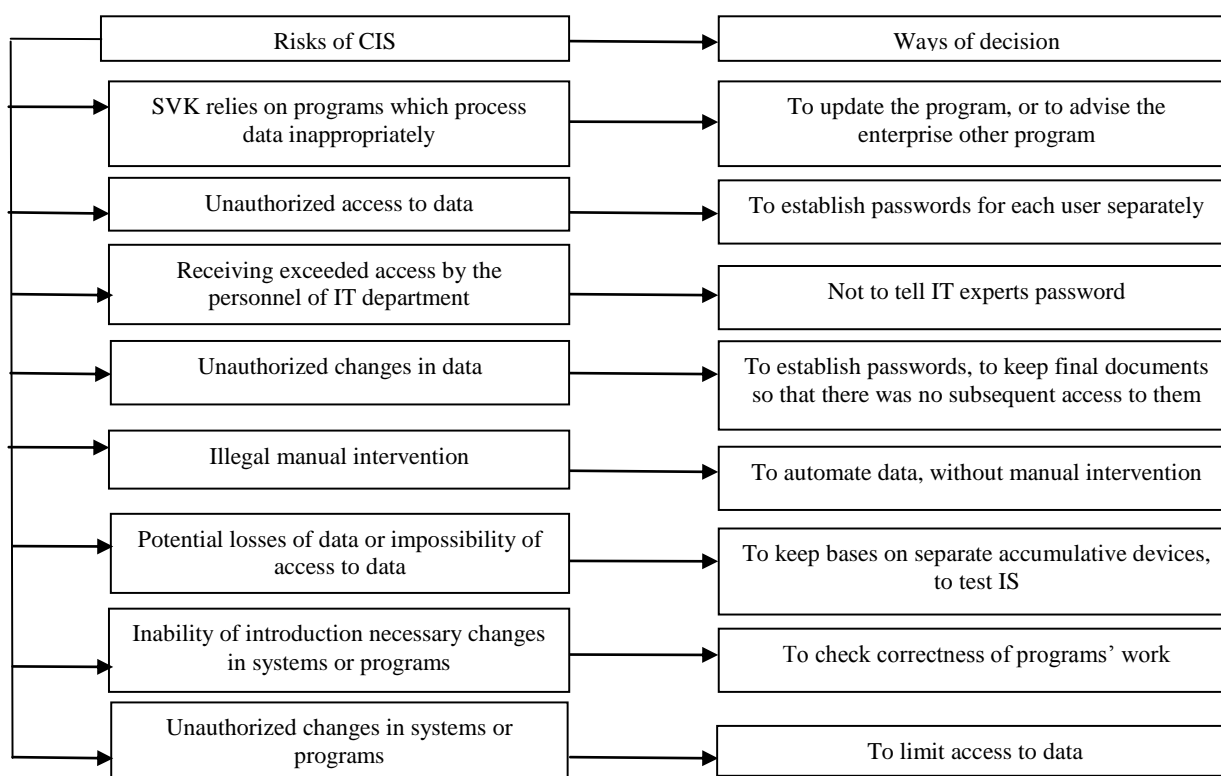 Risks of CIS
Ways of decision
SVK relies on programs which process
data inappropriately
To update the program, or to advise the
enterprise other program
Unauthorized access to data
To establish passwords for each user separately
Receiving exceeded access by the
personnel of IT department
Not to tell IT experts password
Unauthorized changes in data
To establish passwords, to keep final documents
so that there was no subsequent access to them
Illegal manual intervention
To automate data, without manual intervention
Potential losses of data or impossibility of
access to data
To keep bases on separate accumulative devices,
to test IS
Inability of introduction necessary changes
in systems or programs
To check correctness of programs’ work
Unauthorized changes in systems or
programs
To limit access to data